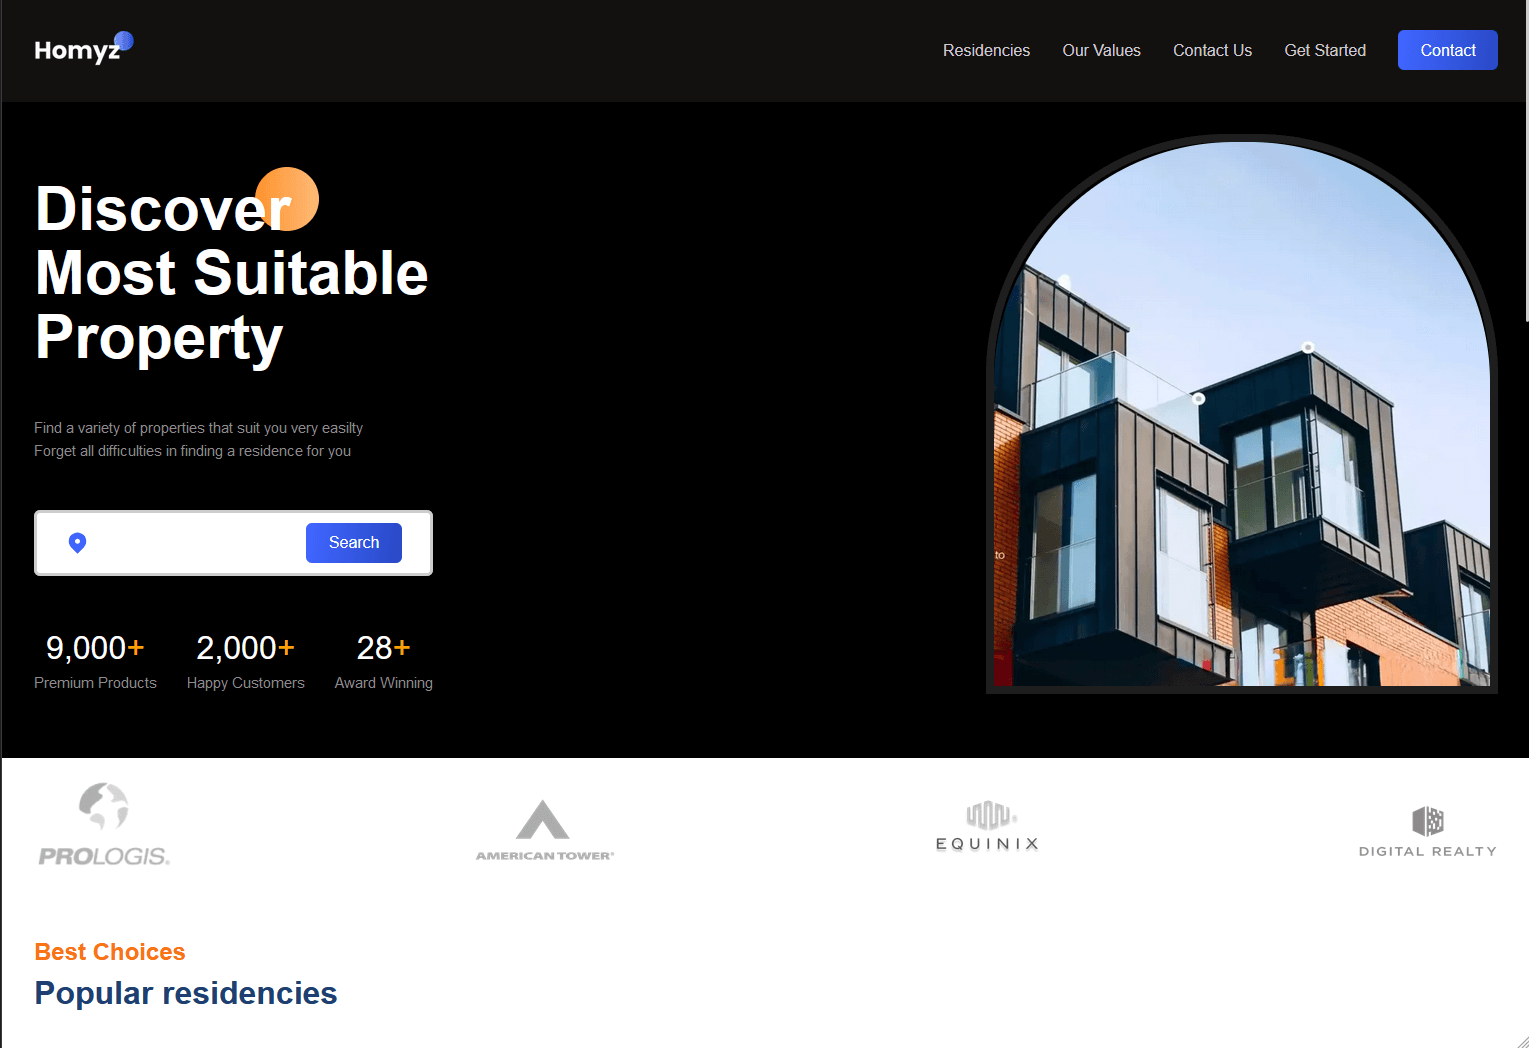 Homyz
Residencies Our Values Contact Us Get Started Contact
Discover
Most Suitable
Property
Find a variety of properties that suit you very easilty
Forget all difficulties in finding a residence for you
Search
9,000+ 2,000+ 28+
Premium Products Happy Customers Award Winning
to
PROLOGIS® AMERICAN TOWER® EQUINIX® DIGITAL REALTY
Best Choices
Popular residencies